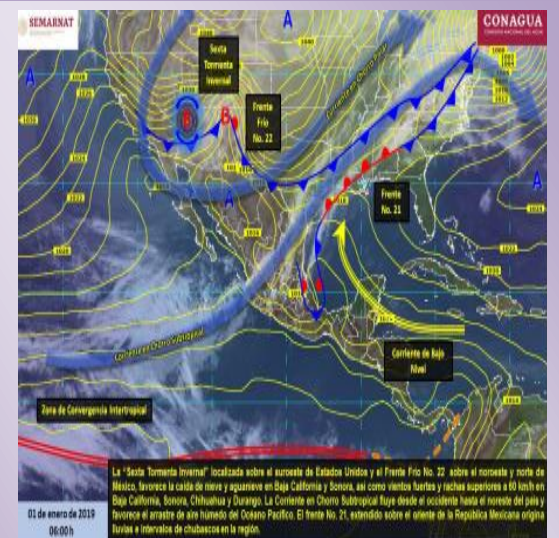 SEMARNAT
CONAGUA
COMISIÓN NACIONAL DEL AGUA
A
Sexta
Tormenta
Invernal
Corriente en Chorro Polar
A
B
B
Frente
Frío
No. 22
A
A
Frente
No. 21
A
Corriente en Chorro
Corriente de Bajo
Nivel
Zona de Convergencia Intertropical
01 de enero de 2019
06:00 h
La "Sexta Tormenta Invernal" localizada sobre el suroeste de Estados Unidos y el Frente Frío No. 22 sobre el noroeste y norte de
México, favorece la caída de nieve y aguanieve en Baja California y Sonora, así como vientos fuertes y rachas superiores a 60 km/h en
Baja California, Sonora, Chihuahua y Durango. La Corriente en Chorro Subtropical fluye desde el occidente hasta el noreste del país y
favorece el arrastre de aire húmedo del Océano Pacífico. El frente No. 21, extendido sobre el oriente de la República Mexicana origina
lluvias e intervalos de chubascos en la región.